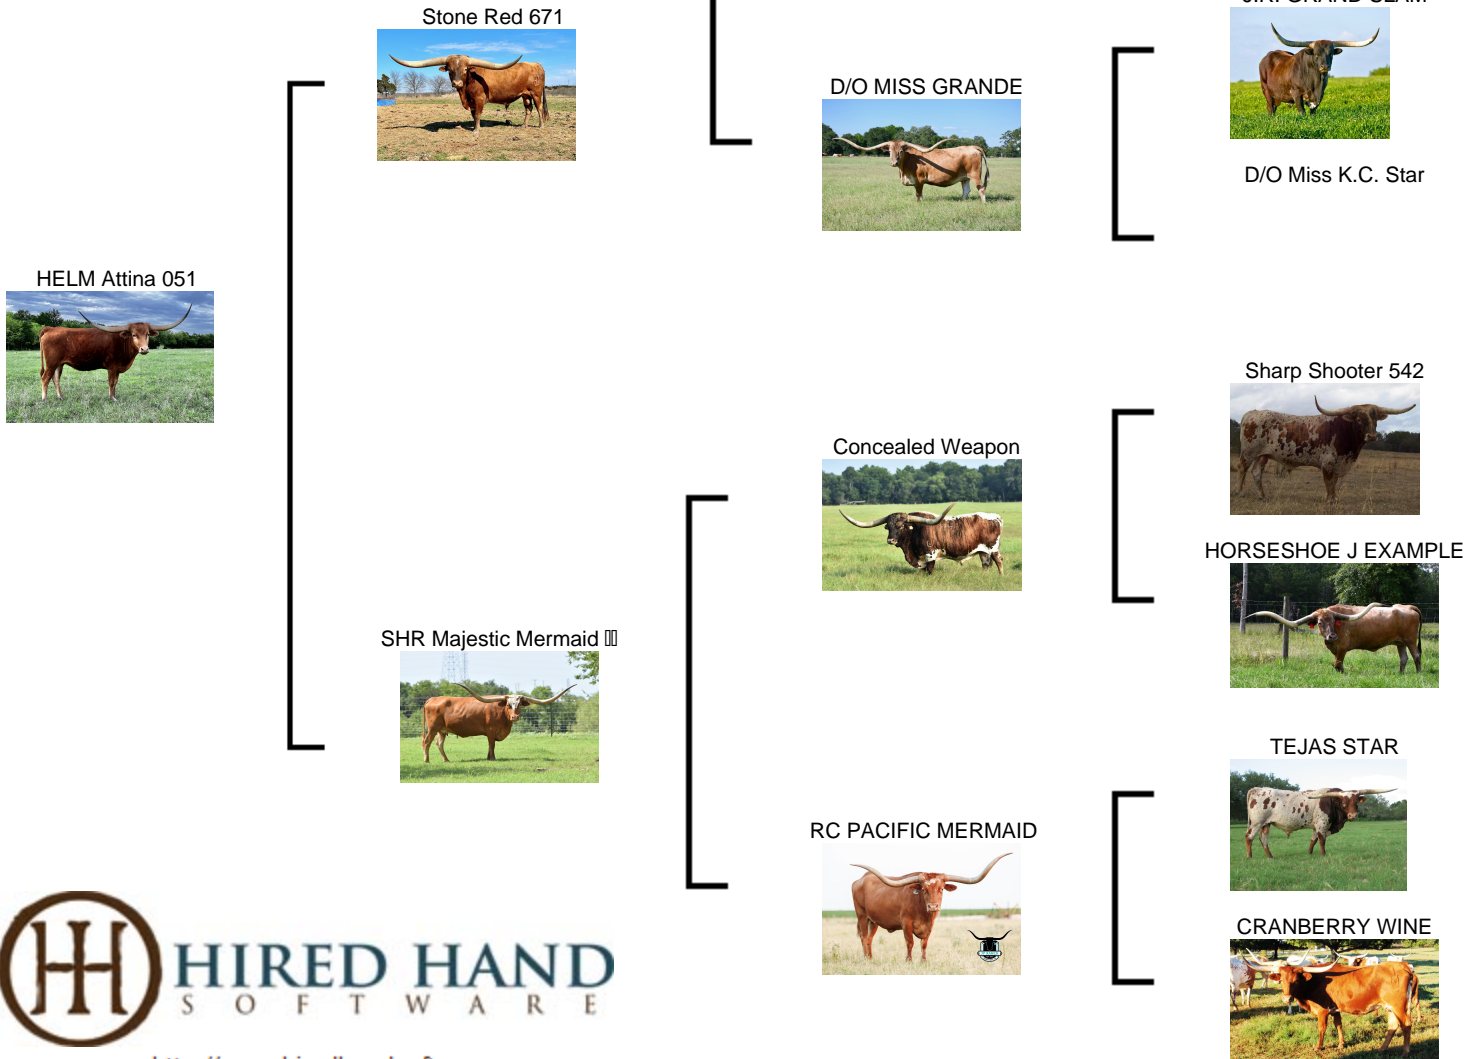 Stone Red 671
D/O MISS GRANDE
D/O Miss K.C. Star
HELM Attina 051
Sharp Shooter 542
Concealed Weapon
HORSESHOE J EXAMPLE
SHR Majestic Mermaid
TEJAS STAR
RC PACIFIC MERMAID
CRANBERRY WINE
HIRED HAND
SOFTWARE